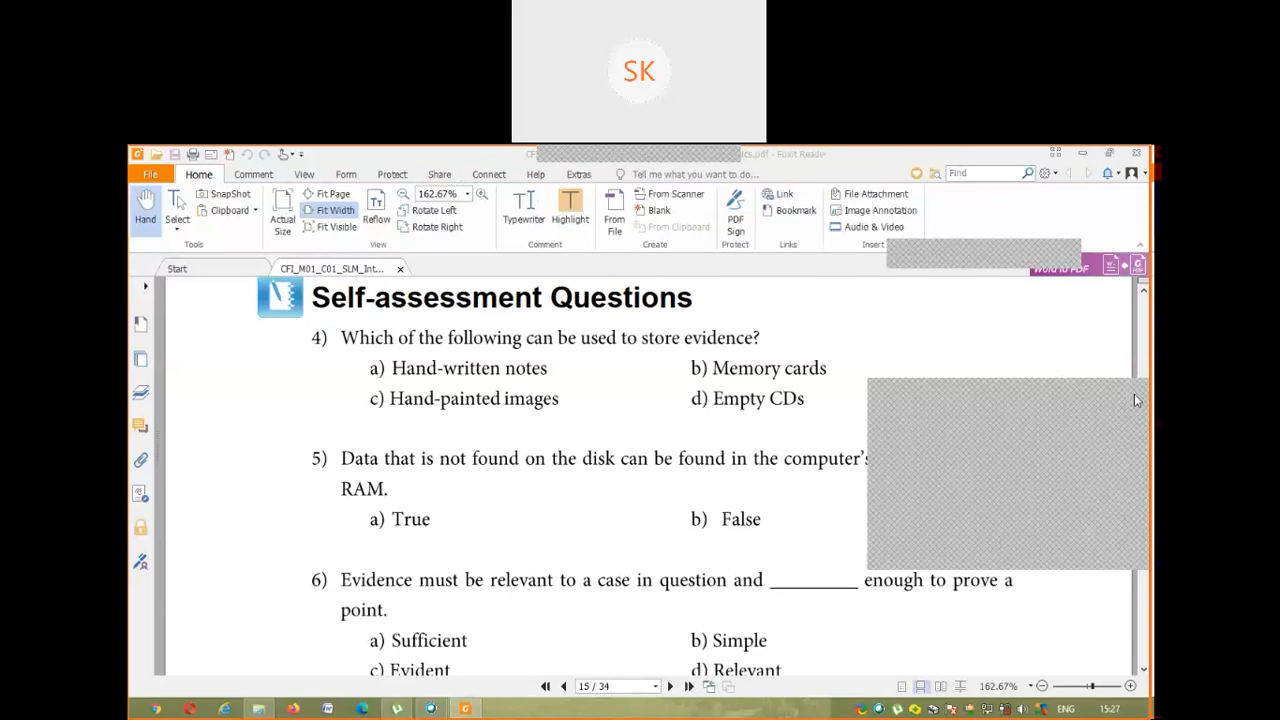 SK
ics.pdf - Foxit Reader
File Home Comment View Form Protect Share Connect Help Extras Tell me what you want to do... Find
SnapShot Fit Page 162.67% From Scanner Link File Attachment
Clipboard Fit Width Rotate Left Blank Bookmark Image Annotation
Hand Select Actual Size Fit Visible Reflow Rotate Right Typewriter Highlight From File From Clipboard PDF Sign Audio & Video
Tools View Comment Create Protect Links Insert
Start CFI_M01_C01_SLM_Int...
Self-assessment Questions
4) Which of the following can be used to store evidence?
a) Hand-written notes b) Memory cards
c) Hand-painted images d) Empty CDs
5) Data that is not found on the disk can be found in the computer's
RAM.
a) True b) False
6) Evidence must be relevant to a case in question and _________ enough to prove a
point.
a) Sufficient b) Simple
c) Evident d) Relevant
15 / 34 162.67%
ENG 15:27